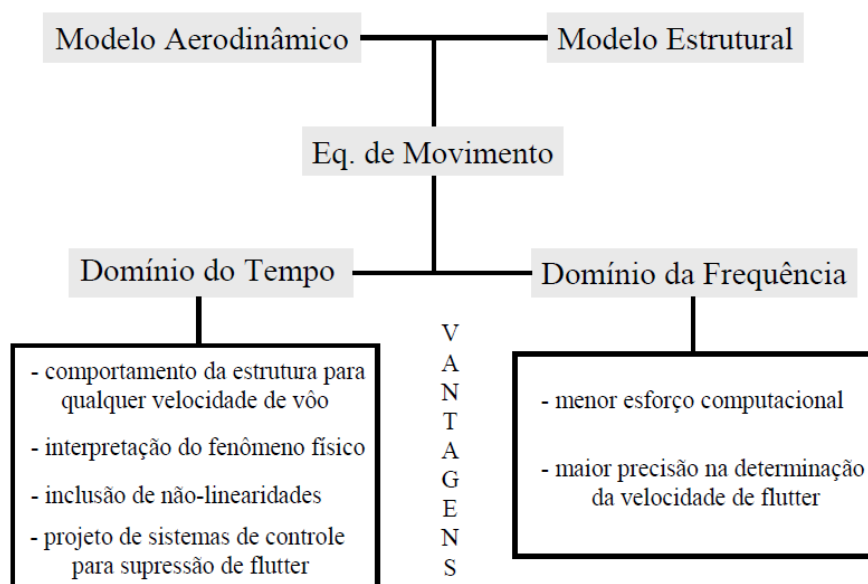 Modelo Aerodinâmico
Modelo Estrutural
Eq. de Movimento
Domínio do Tempo
Domínio da Frequência
- comportamento da estrutura para
qualquer velocidade de vôo
- interpretação do fenômeno físico
- inclusão de não-linearidades
- projeto de sistemas de controle
para supressão de flutter
V
A
N
T
A
G
E
N
S
- menor esforço computacional
- maior precisão na determinação
da velocidade de flutter